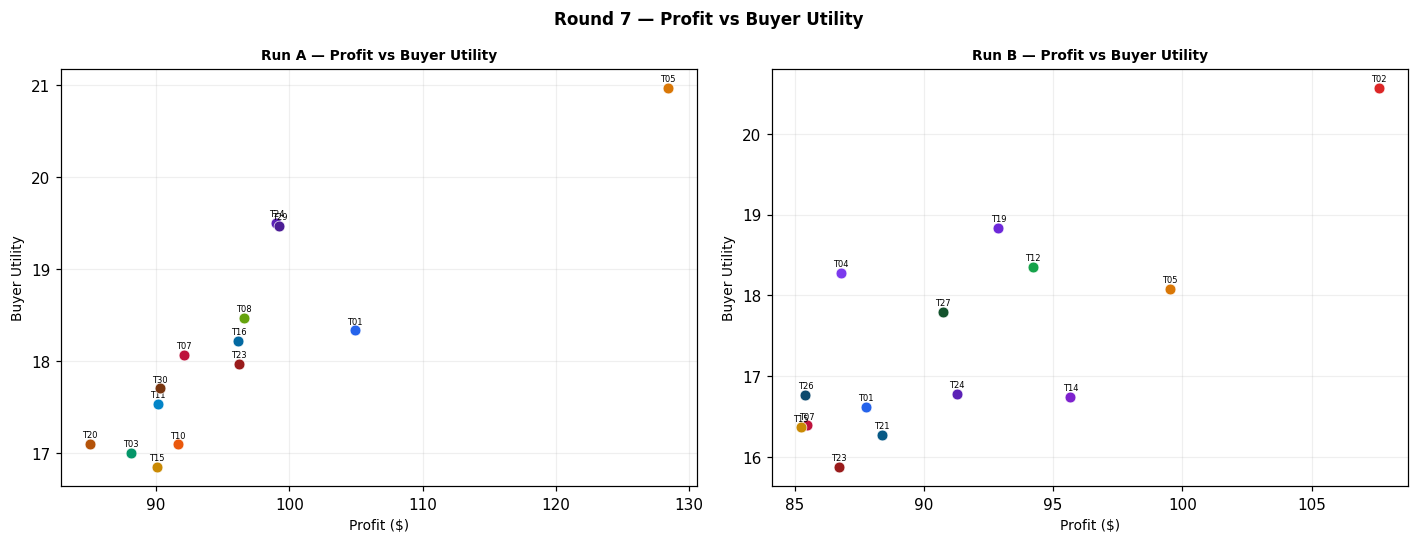 Round 7 — Profit vs Buyer Utility
Run A — Profit vs Buyer Utility
Buyer Utility
21
20
19
18
17
T05
T29
T08
T01
T16
T23
T07
T30
T11
T20
T03
T10
T15
90
100
110
120
130
Profit ($)
Run B — Profit vs Buyer Utility
Buyer Utility
20
19
18
17
16
T02
T19
T12
T04
T05
T27
T26
T24
T14
T01
T07
T21
T23
85
90
95
100
105
Profit ($)